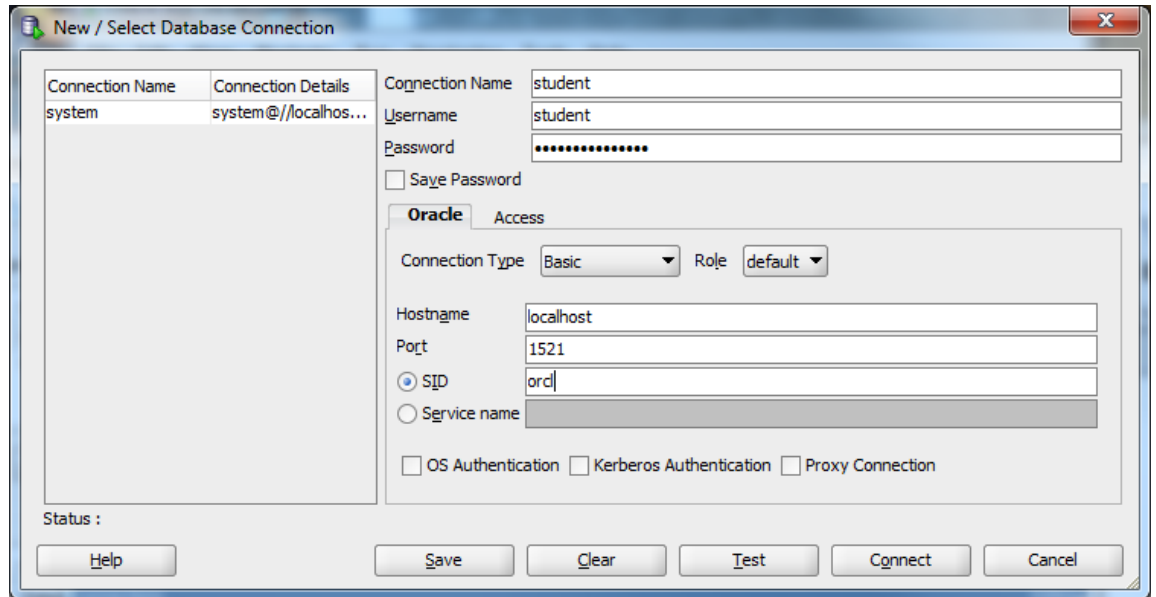 New / Select Database Connection
Connection Name Connection Details
system system@//localhos...
Connection Name student
Username student
Password •••••••••••••••
Save Password
Oracle Access
Connection Type Basic Role default
Hostname localhost
Port 1521
SID orcl
Service name
OS Authentication Kerberos Authentication Proxy Connection
Status :
Help Save Clear Test Connect Cancel